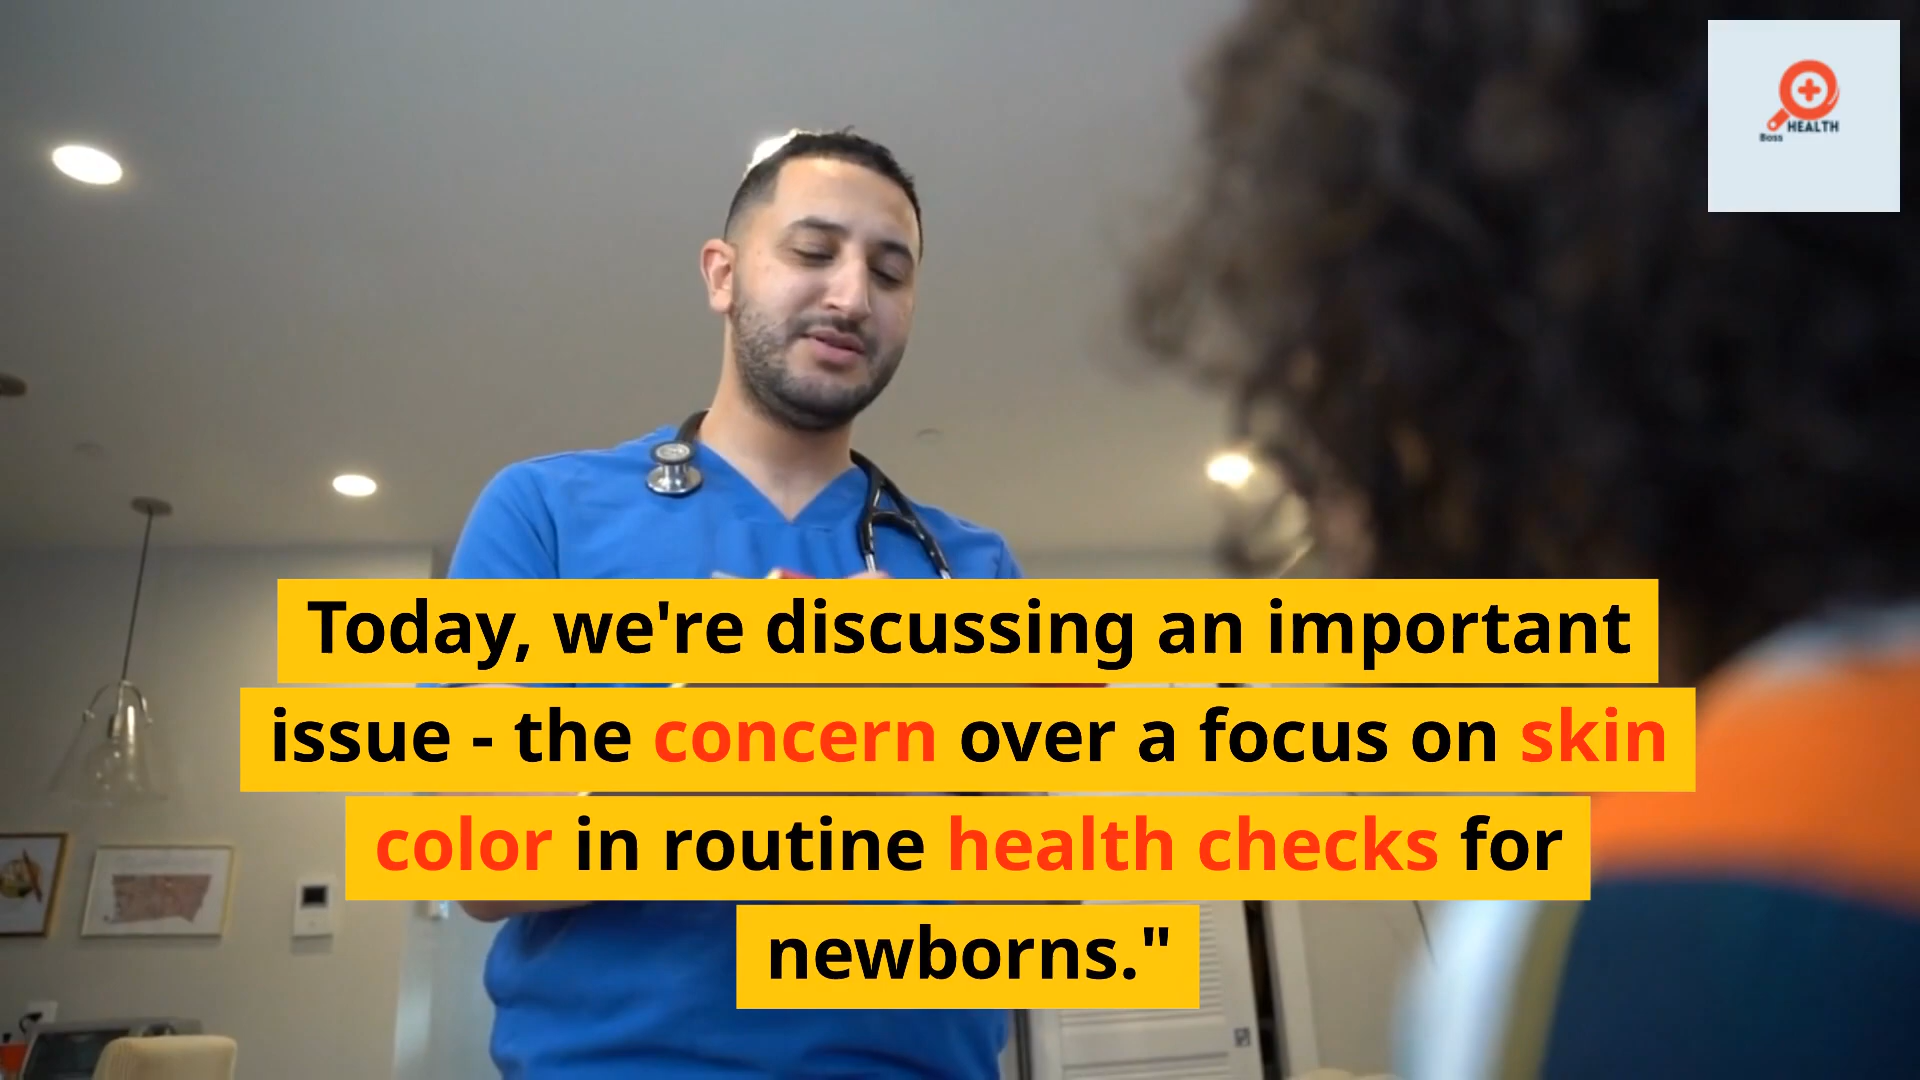 Boss HEALTH
Today, we're discussing an important
issue - the concern over a focus on skin
color in routine health checks for
newborns."